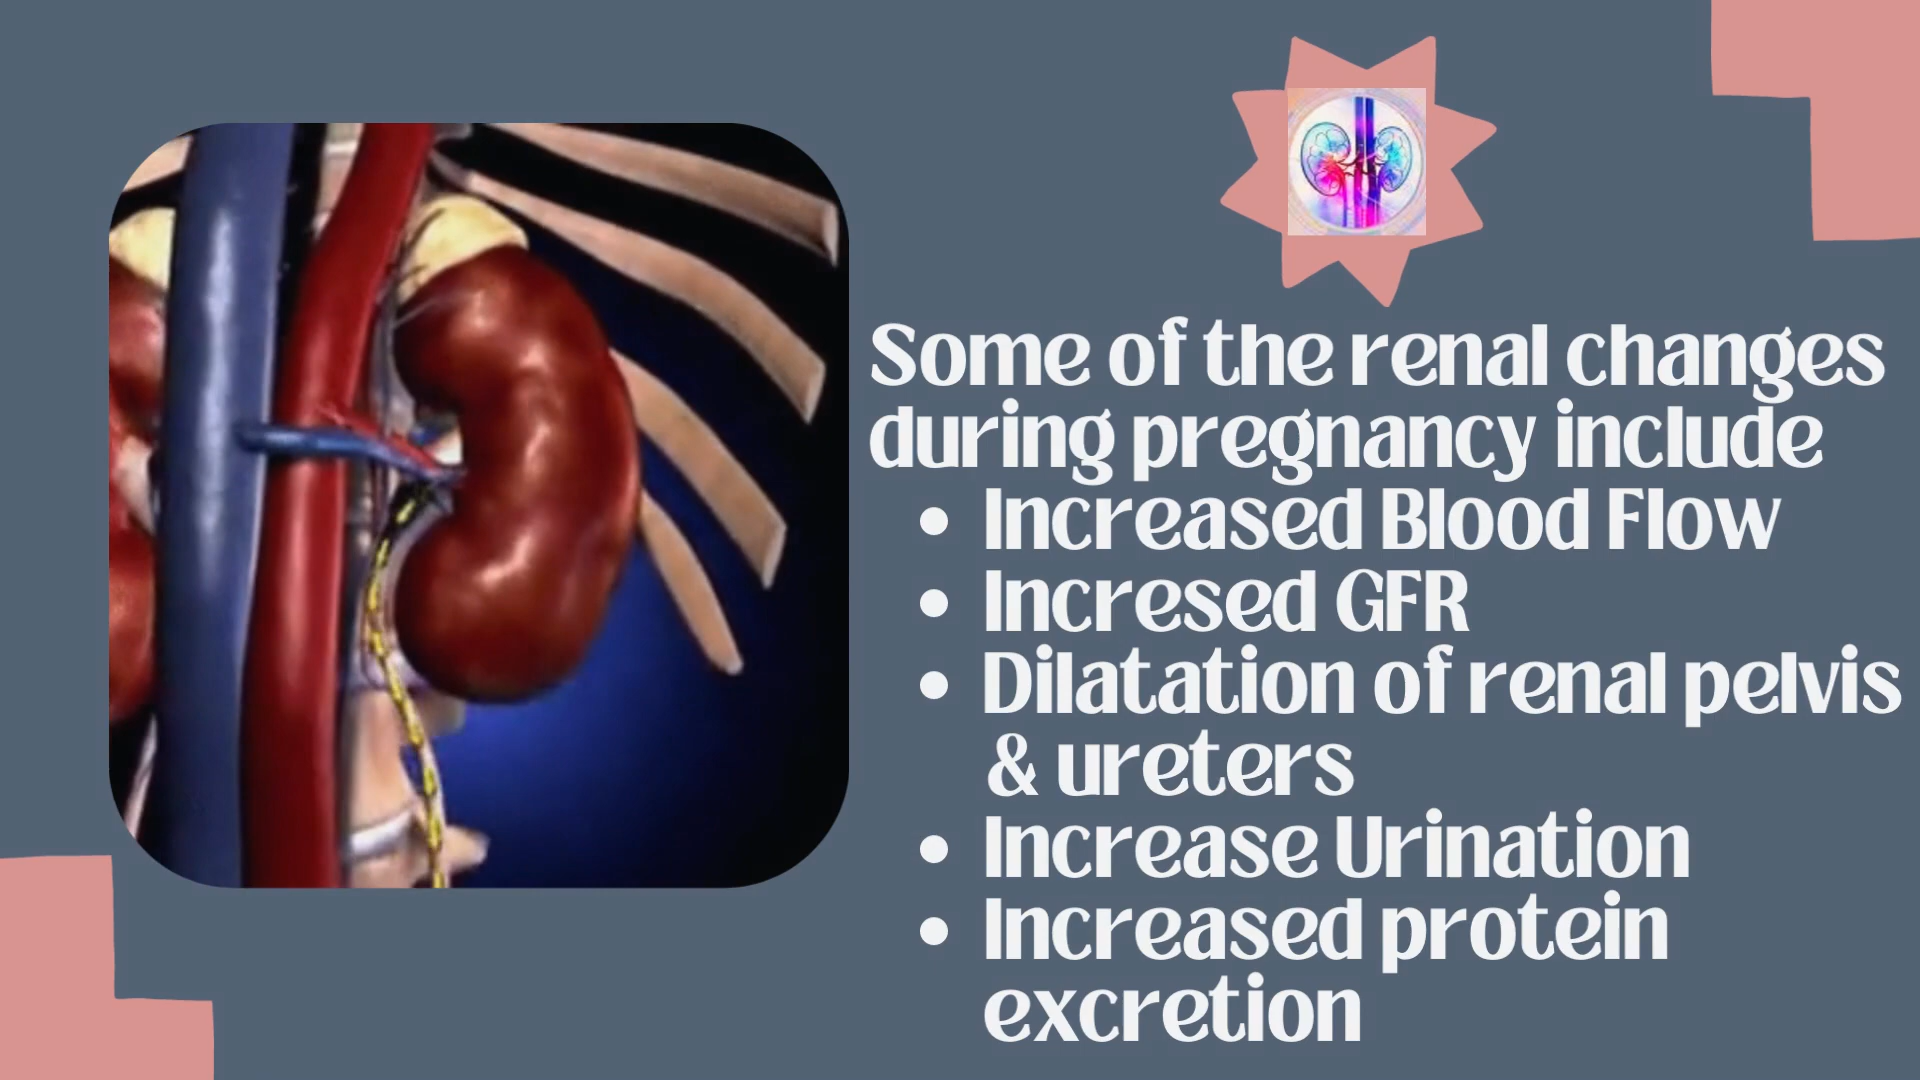 Some of the renal changes
during pregnancy include
• Increased Blood Flow
• Incresed GFR
• Dilatation of renal pelvis
& ureters
• Increase Urination
• Increased protein
excretion